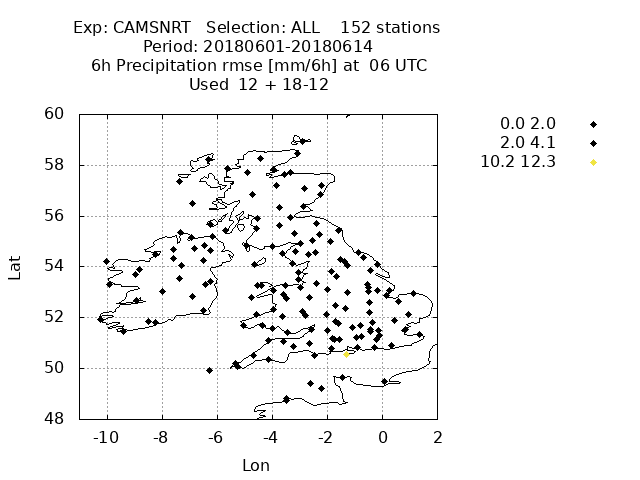 Exp: CAMSNRT   Selection: ALL    152 stations
Period: 20180601-20180614
6h Precipitation rmse [mm/6h] at  06 UTC
Used  12 + 18-12
0.0 2.0
2.0 4.1
10.2 12.3
60
58
56
54
52
50
48
Lat
-10 -8 -6 -4 -2 0 2
Lon